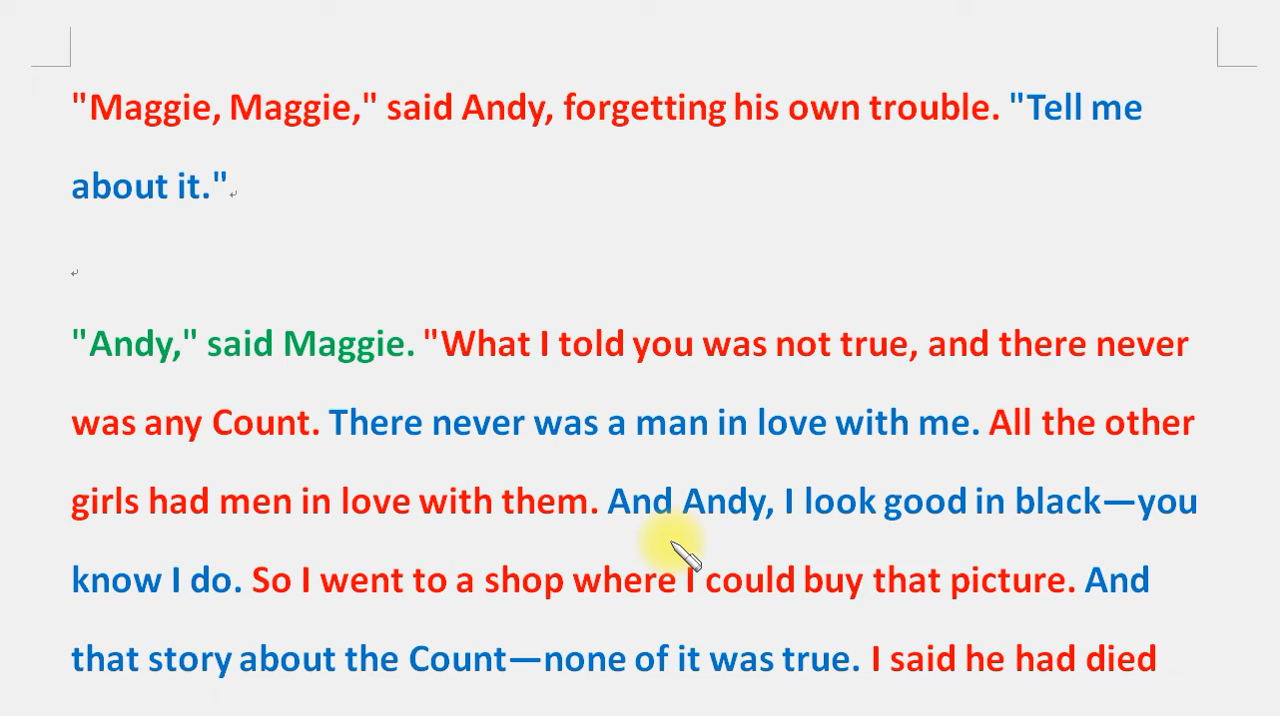 "Maggie, Maggie," said Andy, forgetting his own trouble. "Tell me
about it."
"Andy," said Maggie. "What I told you was not true, and there never
was any Count. There never was a man in love with me. All the other
girls had men in love with them. And Andy, I look good in black—you
know I do. So I went to a shop where I could buy that picture. And
that story about the Count—none of it was true. I said he had died